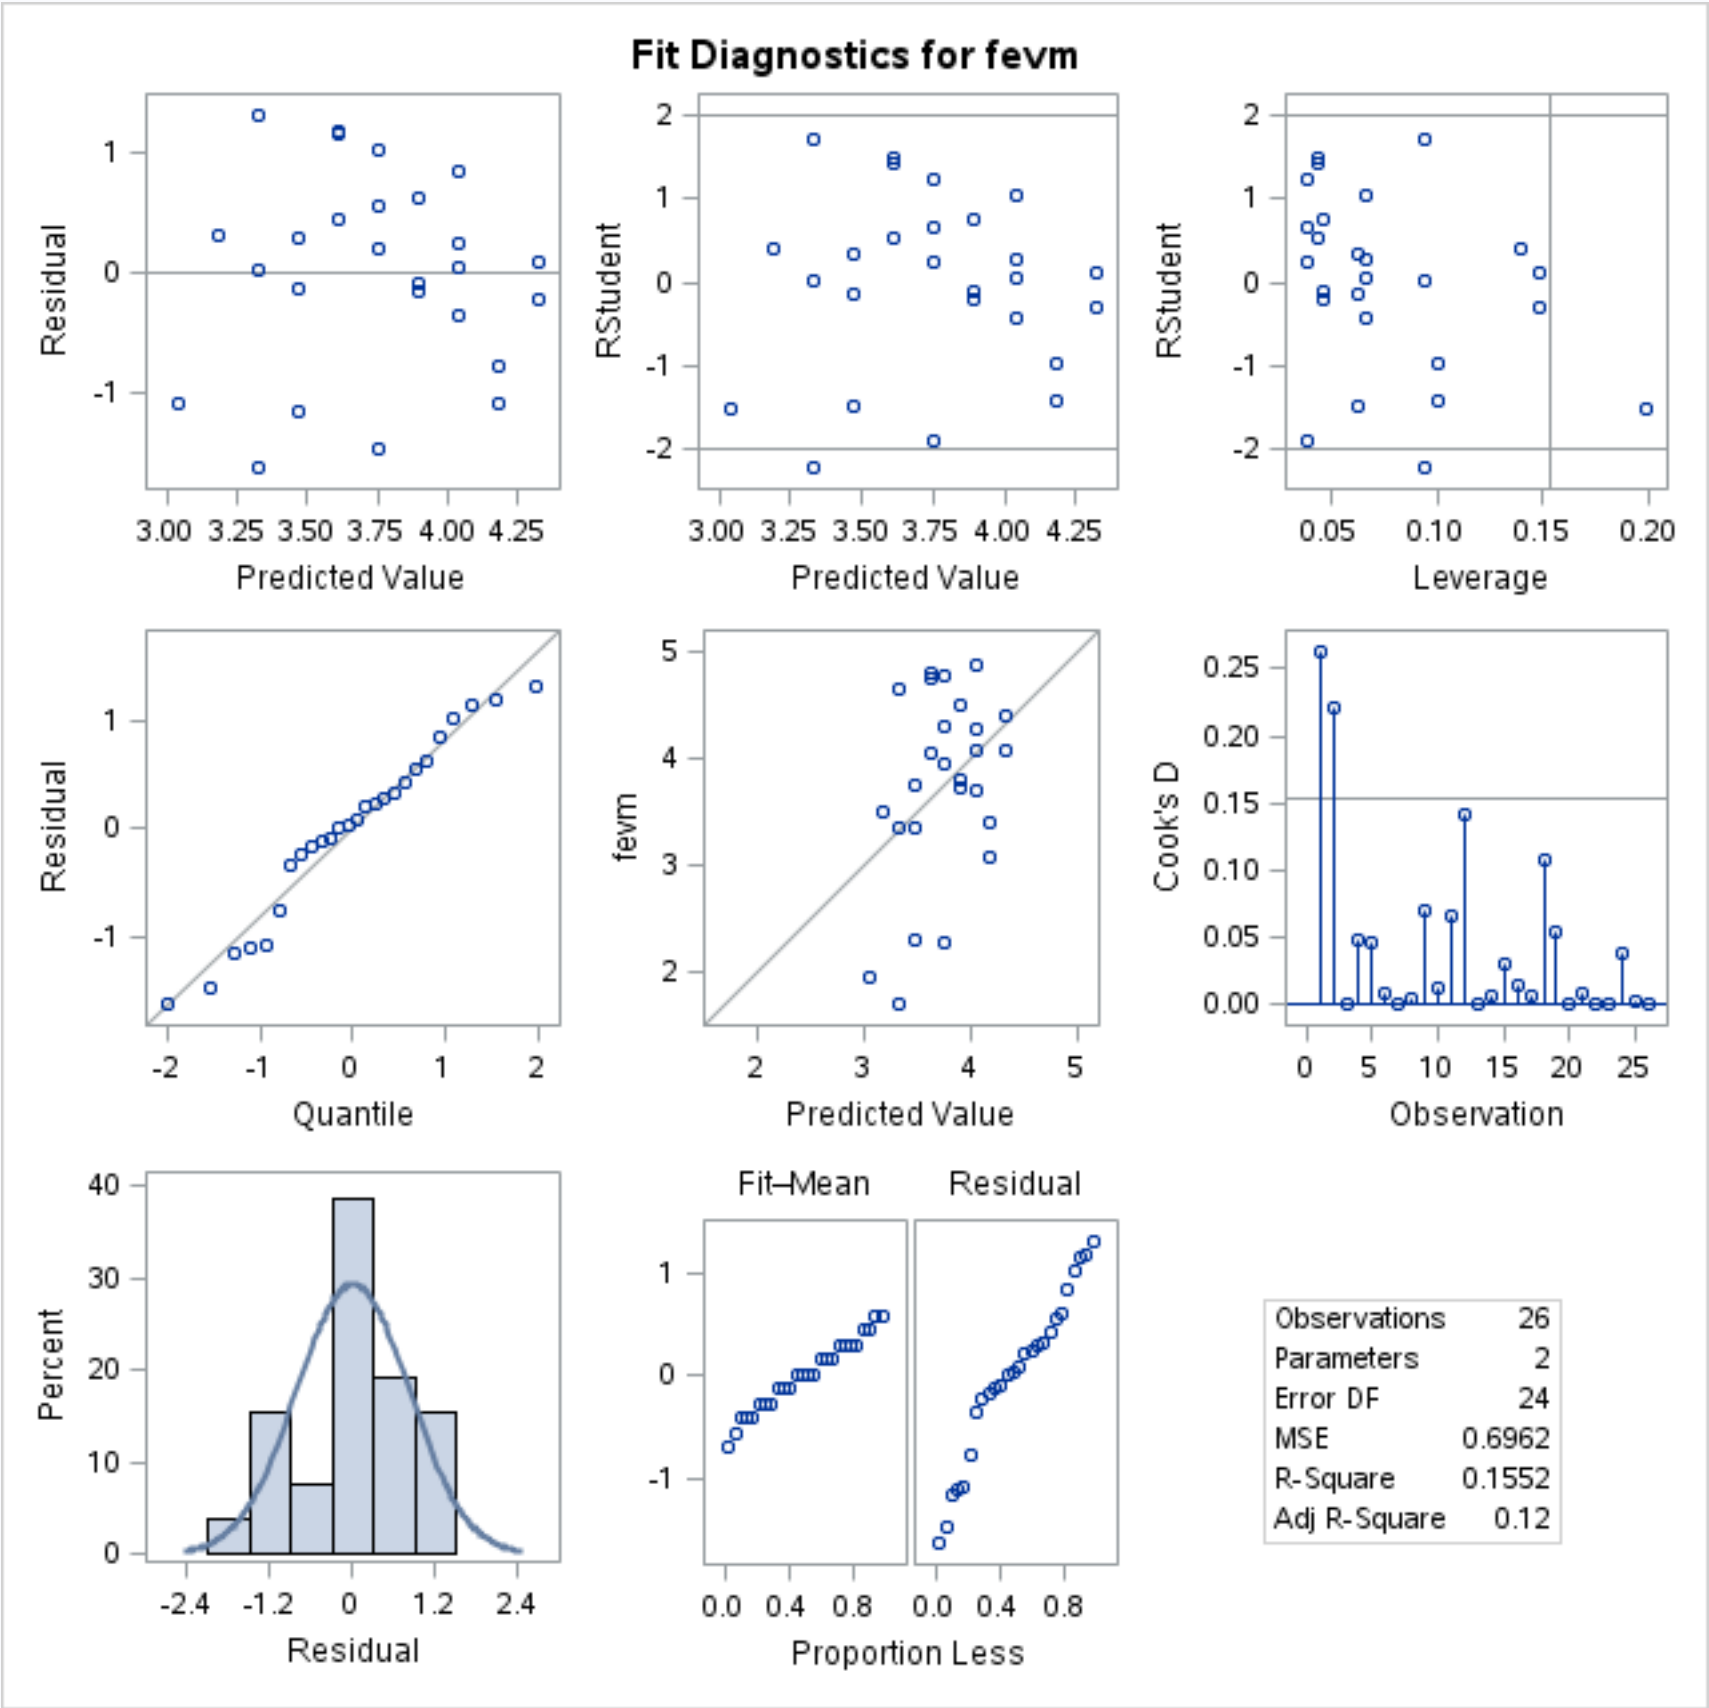 Fit Diagnostics for fevm
Residual
1
0
-1
3.00 3.25 3.50 3.75 4.00 4.25
Predicted Value
RStudent
2
1
0
-1
-2
3.00 3.25 3.50 3.75 4.00 4.25
Predicted Value
RStudent
2
1
0
-1
-2
0.05 0.10 0.15 0.20
Leverage
Residual
1
0
-1
-2 -1 0 1 2
Quantile
fevm
5
4
3
2
2 3 4 5
Predicted Value
Cook's D
0.25
0.20
0.15
0.10
0.05
0.00
0 5 10 15 20 25
Observation
Percent
40
30
20
10
0
-2.4 -1.2 0 1.2 2.4
Residual
Fit–Mean Residual
1
0
-1
0.0 0.4 0.8 0.0 0.4 0.8
Proportion Less
Observations 26
Parameters 2
Error DF 24
MSE 0.6962
R-Square 0.1552
Adj R-Square 0.12